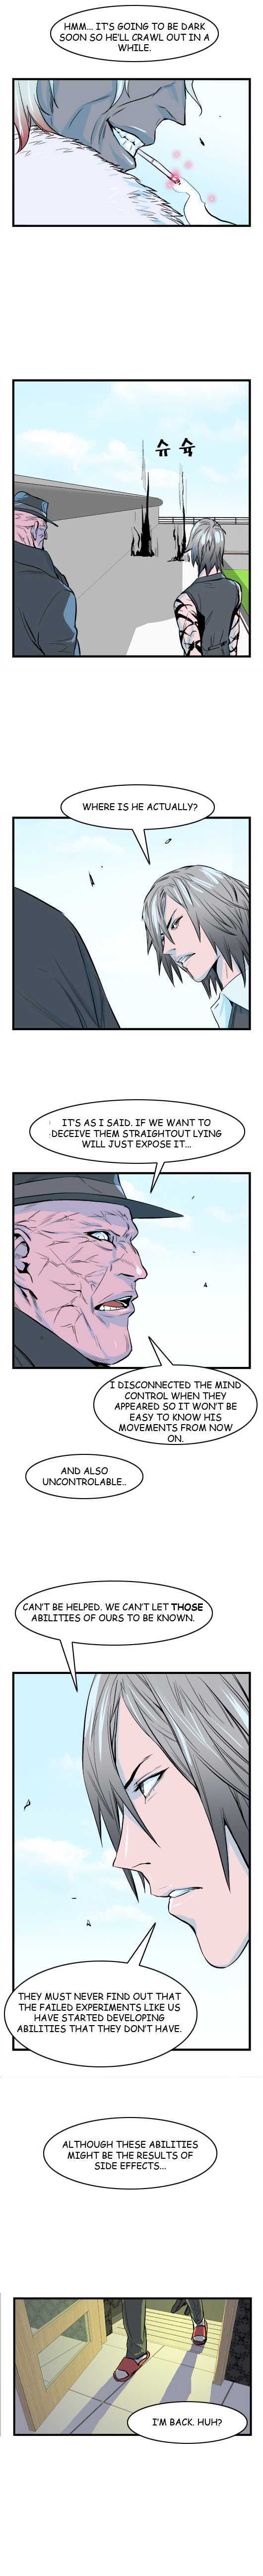 HMM... IT'S GOING TO BE DARK
SOON SO HE'LL CRAWL OUT IN A
WHILE.
슈 슉
WHERE IS HE ACTUALLY?
IT'S AS I SAID. IF WE WANT TO
DECEIVE THEM STRAIGHTOUT LYING
WILL JUST EXPOSE IT...
I DISCONNECTED THE MIND
CONTROL WHEN THEY
APPEARED SO IT WON'T BE
EASY TO KNOW HIS
MOVEMENTS FROM NOW
ON.
AND ALSO
UNCONTROLABLE..
CAN'T BE HELPED. WE CAN'T LET THOSE
ABILITIES OF OURS TO BE KNOWN.
THEY MUST NEVER FIND OUT THAT
THE FAILED EXPERIMENTS LIKE US
HAVE STARTED DEVELOPING
ABILITIES THAT THEY DON'T HAVE.
ALTHOUGH THESE ABILITIES
MIGHT BE THE RESULTS OF
SIDE EFFECTS...
I'M BACK. HUH?